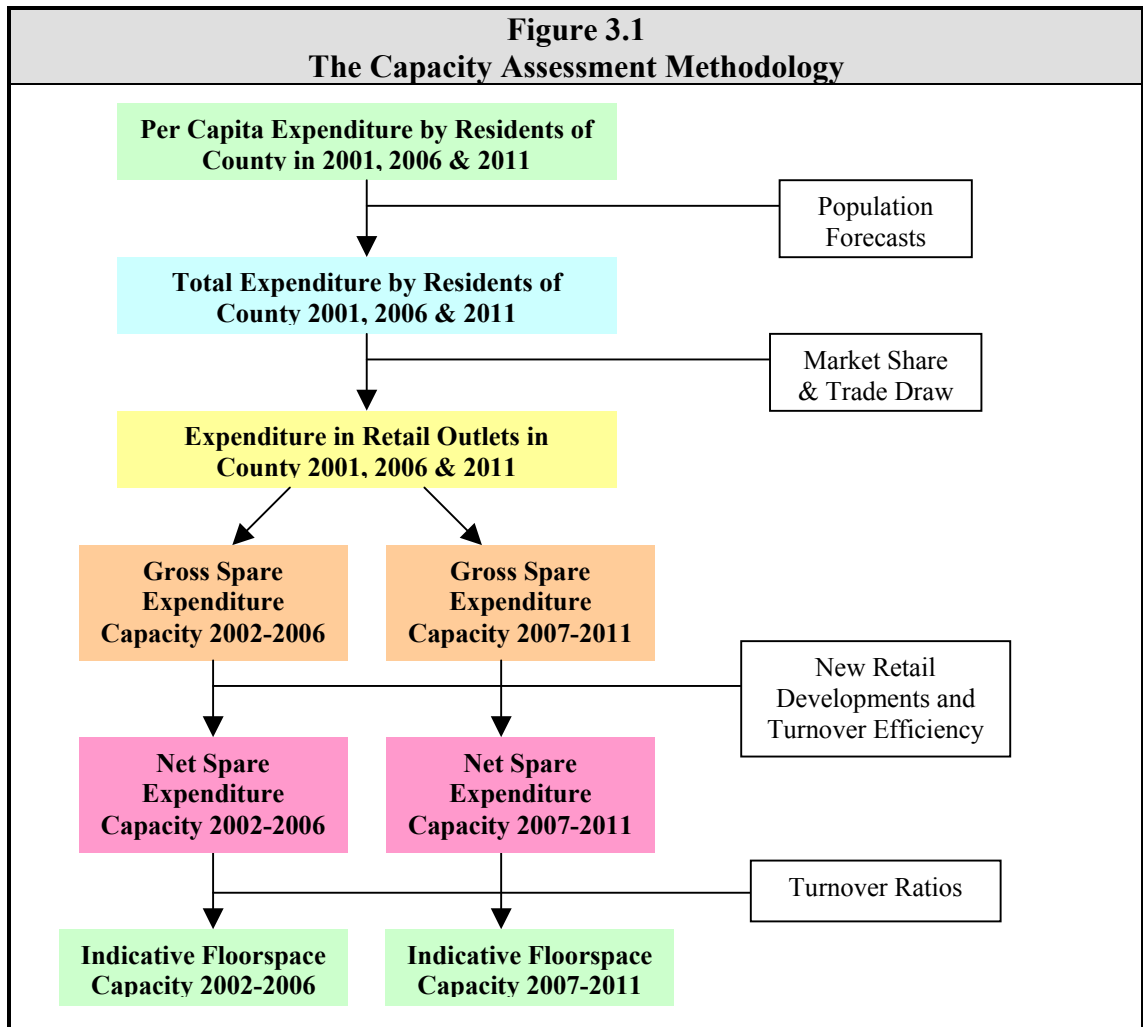 Figure 3.1
The Capacity Assessment Methodology
Per Capita Expenditure by Residents of
County in 2001, 2006 & 2011
Population
Forecasts
Total Expenditure by Residents of
County 2001, 2006 & 2011
Market Share
& Trade Draw
Expenditure in Retail Outlets in
County 2001, 2006 & 2011
Gross Spare
Expenditure
Capacity 2002-2006
Gross Spare
Expenditure
Capacity 2007-2011
New Retail
Developments and
Turnover Efficiency
Net Spare
Expenditure
Capacity 2002-2006
Net Spare
Expenditure
Capacity 2007-2011
Turnover Ratios
Indicative Floorspace
Capacity 2002-2006
Indicative Floorspace
Capacity 2007-2011